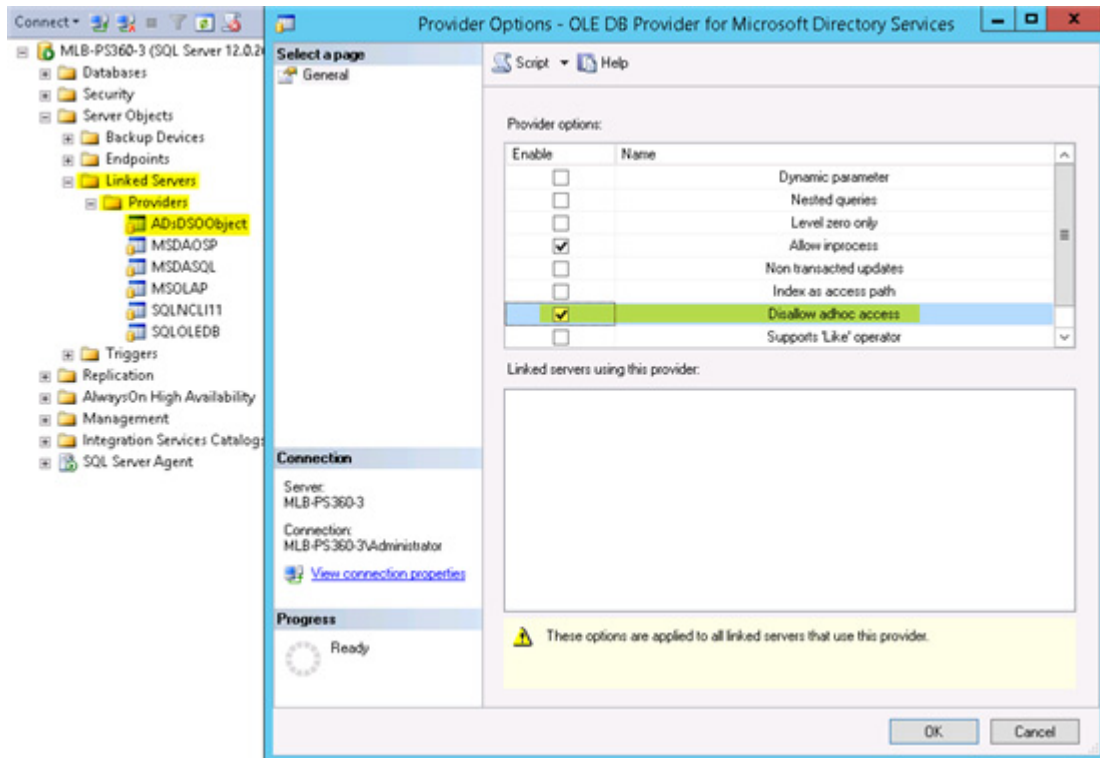 Connect
MLB-PS360-3 (SQL Server 12.0.20
Databases
Security
Server Objects
Backup Devices
Endpoints
Linked Servers
Providers
ADsDSOObject
MSDAOSP
MSDASQL
MSOLAP
SQLNCLI11
SQLOLEDB
Triggers
Replication
AlwaysOn High Availability
Management
Integration Services Catalogs
SQL Server Agent
Provider Options - OLE DB Provider for Microsoft Directory Services
Select a page
General
Script
Help
Provider options:
Enable Name
Dynamic parameter
Nested queries
Level zero only
Allow inprocess
Non transacted updates
Index as access path
Disallow adhoc access
Supports 'Like' operator
Linked servers using this provider:
Connection
Server:
MLB-PS360-3
Connection:
MLB-PS360-3\Administrator
View connection properties
Progress
Ready
These options are applied to all linked servers that use this provider.
OK
Cancel